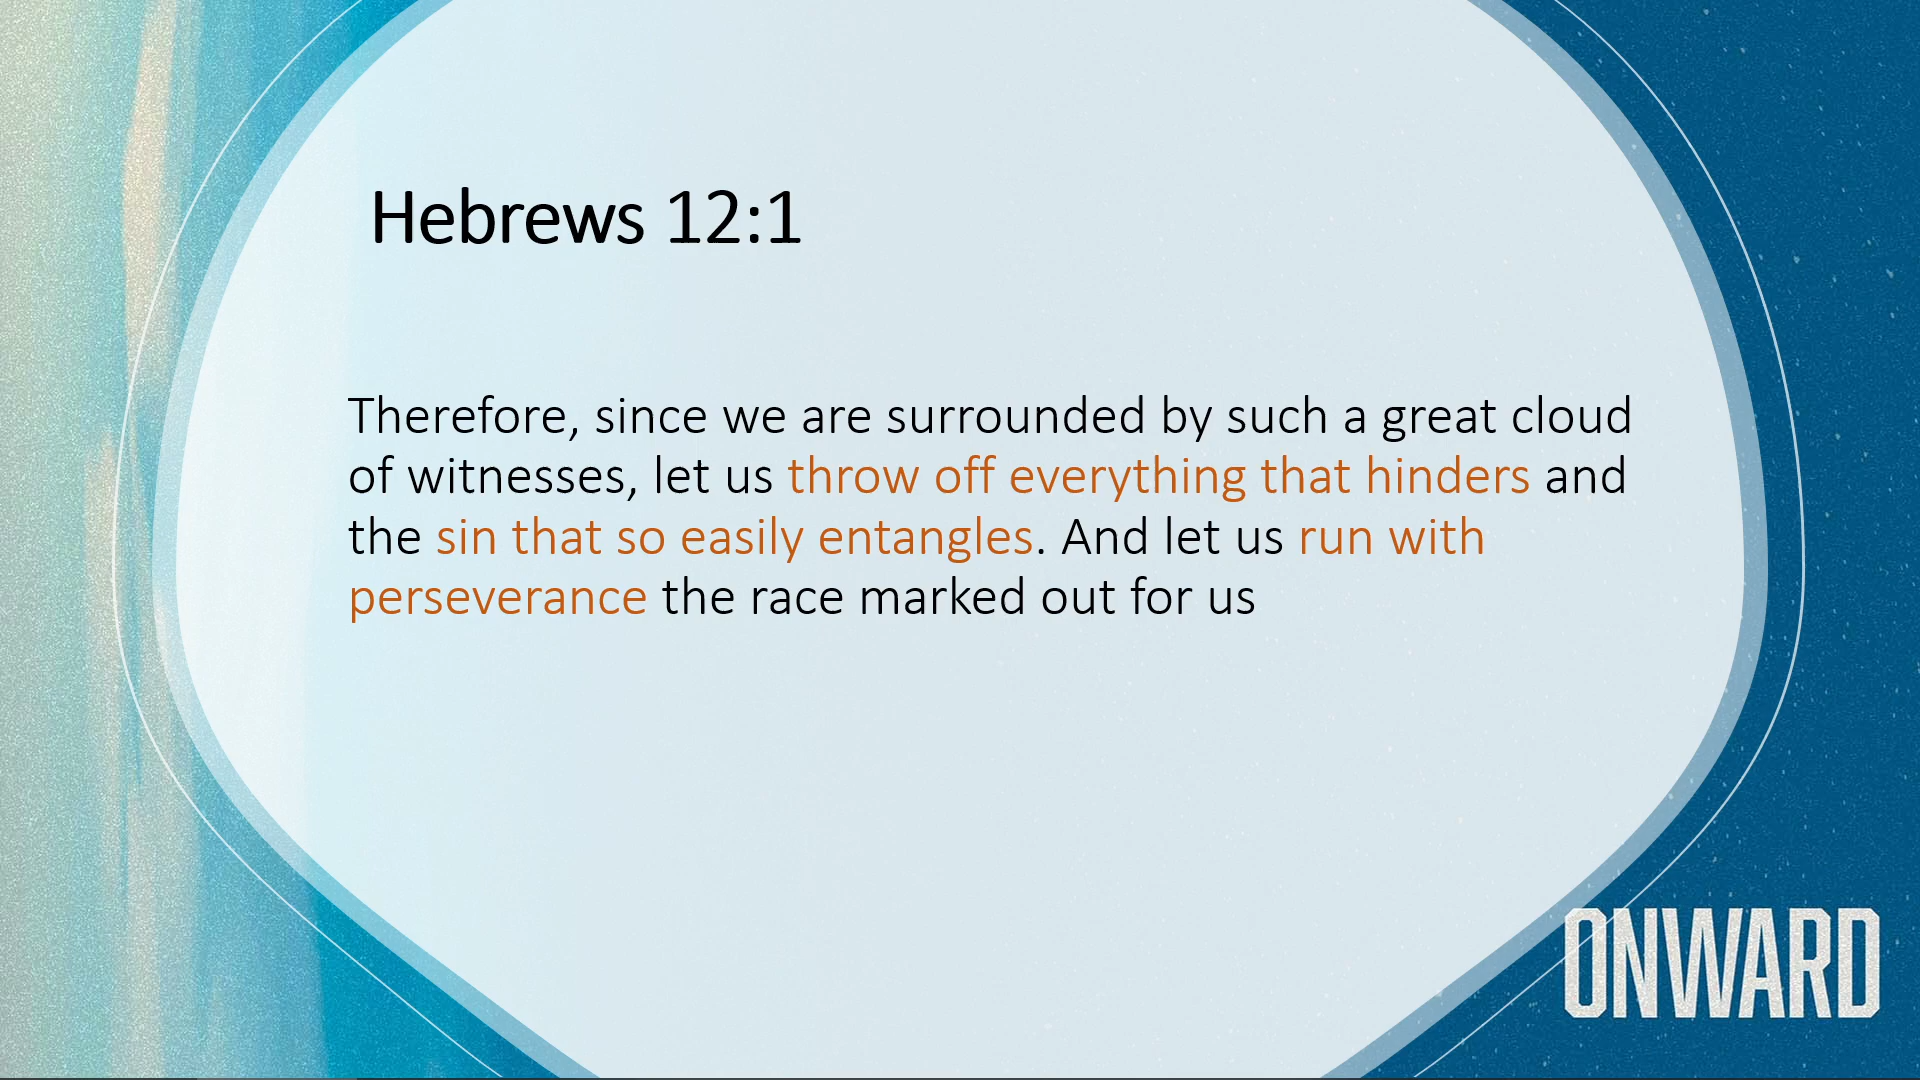 Hebrews 12:1
Therefore, since we are surrounded by such a great cloud
of witnesses, let us throw off everything that hinders and
the sin that so easily entangles. And let us run with
perseverance the race marked out for us
ONWARD